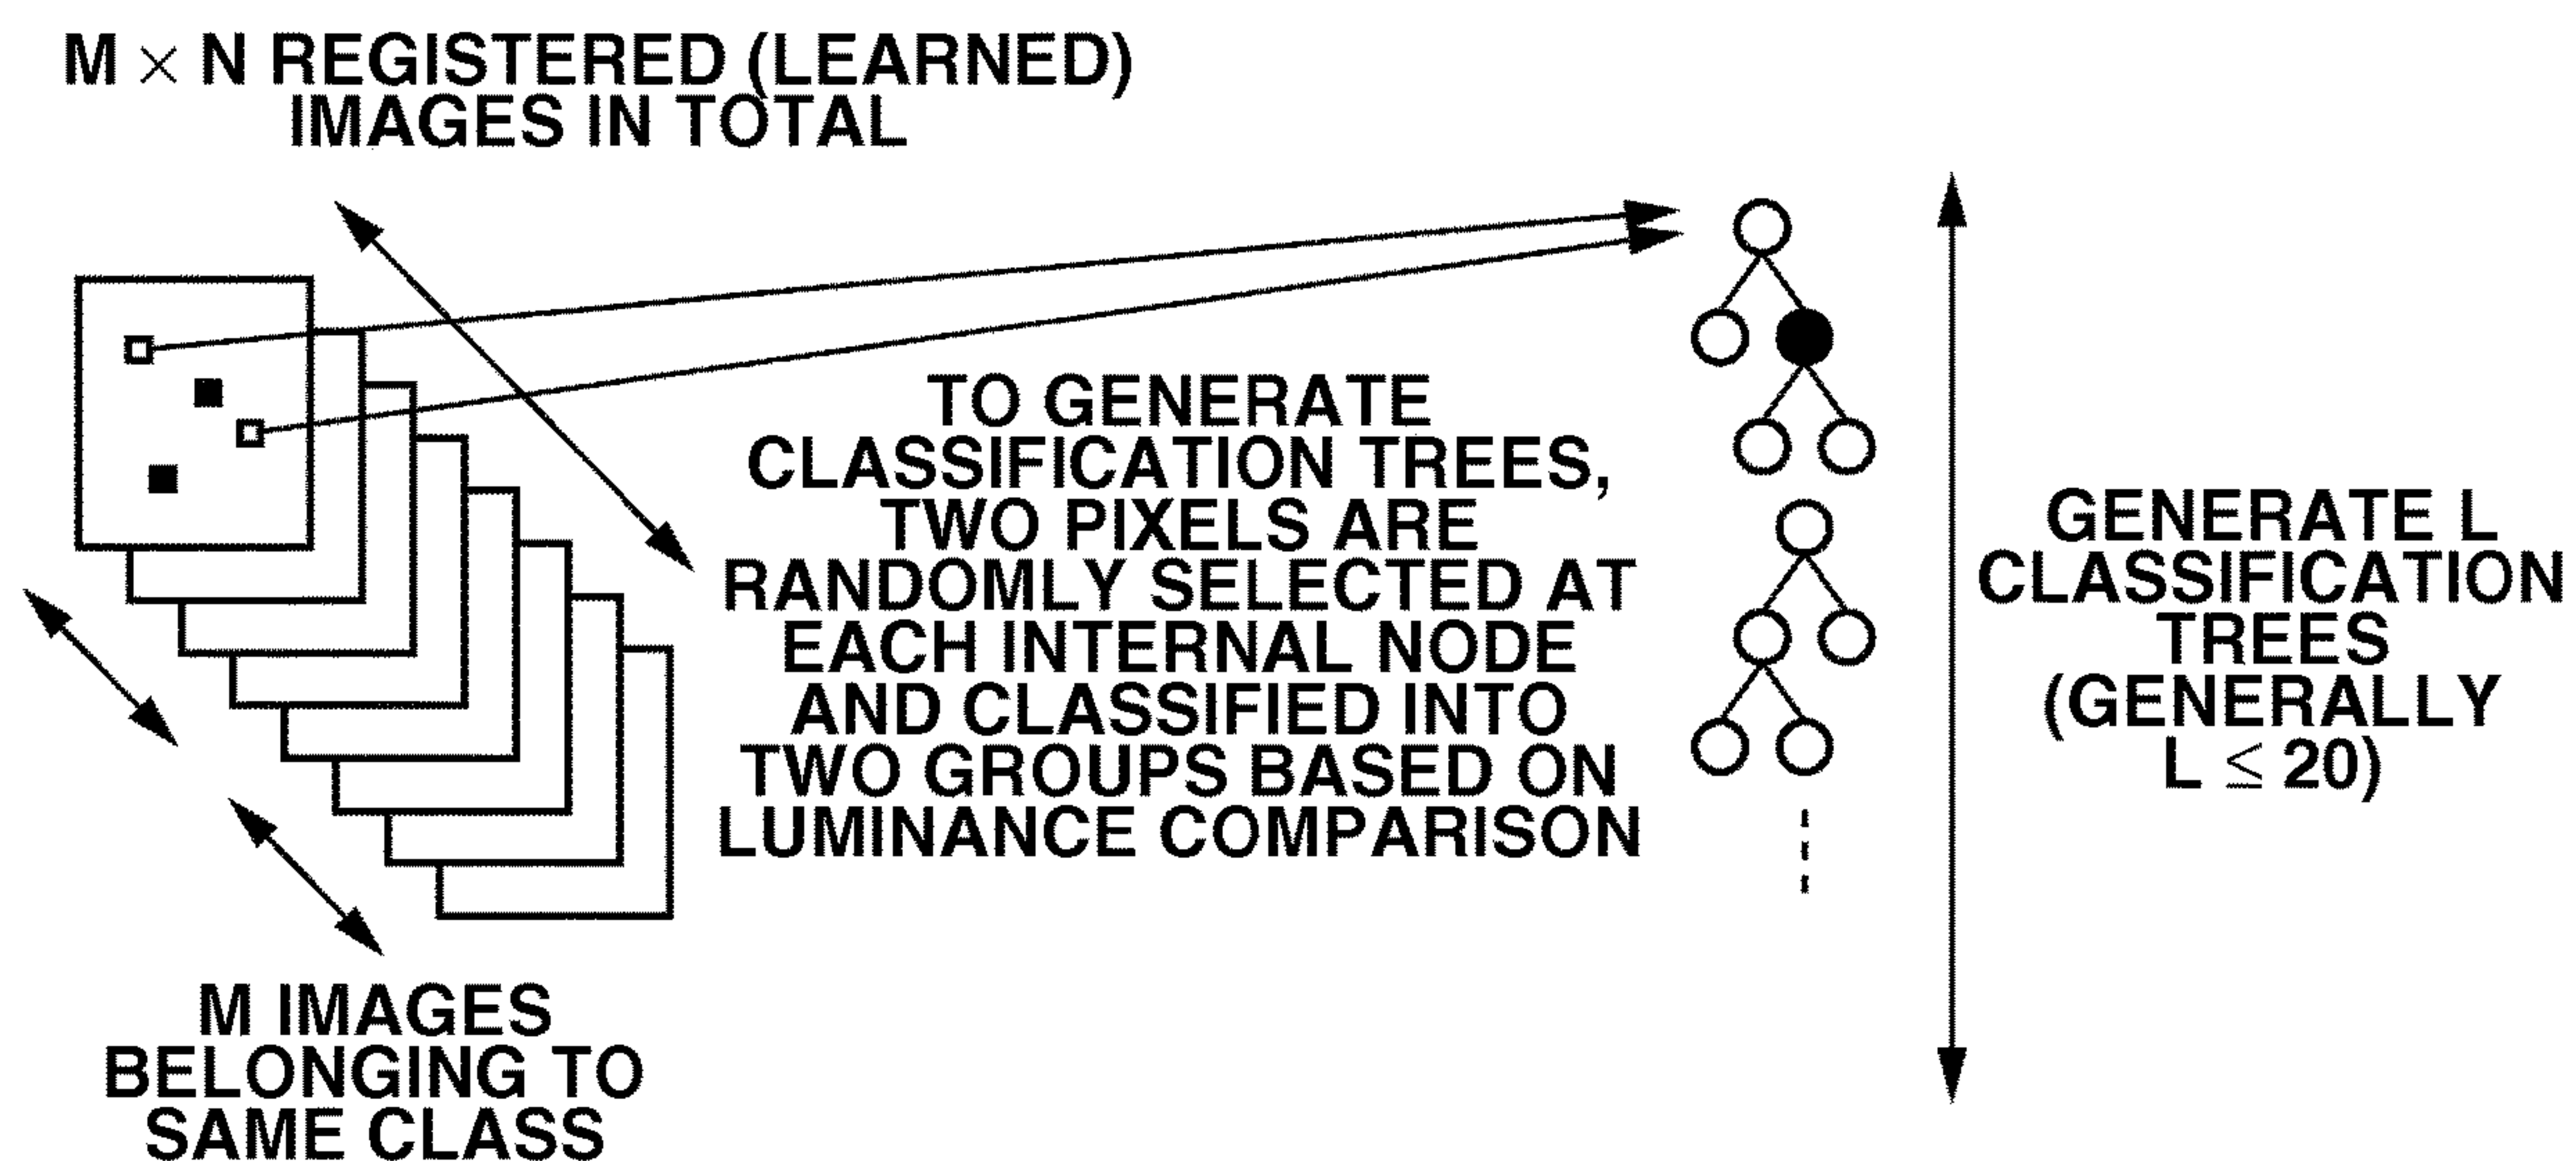 M × N REGISTERED (LEARNED)
IMAGES IN TOTAL
TO GENERATE
CLASSIFICATION TREES,
TWO PIXELS ARE
RANDOMLY SELECTED AT
EACH INTERNAL NODE
AND CLASSIFIED INTO
TWO GROUPS BASED ON
LUMINANCE COMPARISON
GENERATE L
CLASSIFICATION
TREES
(GENERALLY
L ≤ 20)
M IMAGES
BELONGING TO
SAME CLASS